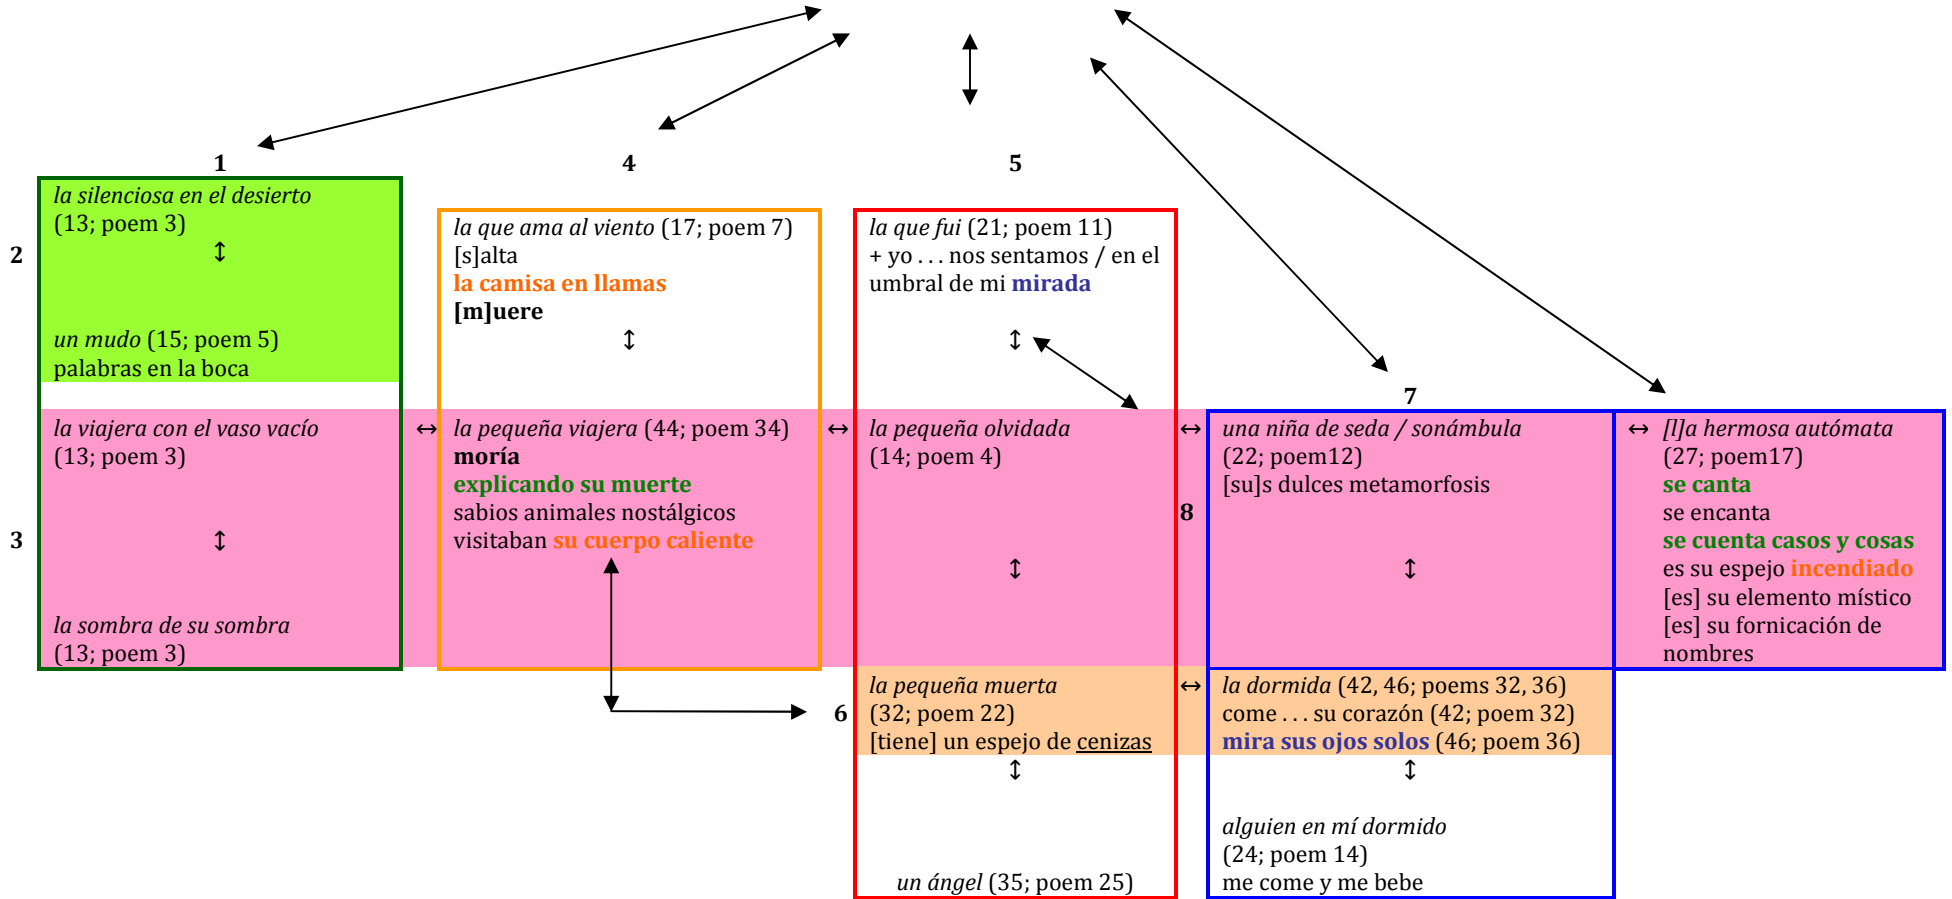 1
4
5
2
la silenciosa en el desierto
(13; poem 3)
↕
un mudo (15; poem 5)
palabras en la boca
la que ama al viento (17; poem 7)
[s]alta
la camisa en llamas
[m]uere
↕
la que fui (21; poem 11)
+ yo . . . nos sentamos / en el
umbral de mi mirada
↕
7
3
la viajera con el vaso vacío
(13; poem 3)
↕
la sombra de su sombra
(13; poem 3)
↔
la pequeña viajera (44; poem 34)
moría
explicando su muerte
sabios animales nostálgicos
visitaban su cuerpo caliente
↔
la pequeña olvidada
(14; poem 4)
↕
↔
8
una niña de seda / sonámbula
(22; poem12)
[su]s dulces metamorfosis
↕
↔
[l]a hermosa autómata
(27; poem17)
se canta
se encanta
se cuenta casos y cosas
es su espejo incendiado
[es] su elemento místico
[es] su fornicación de
nombres
6
la pequeña muerta
(32; poem 22)
[tiene] un espejo de cenizas
↕
un ángel (35; poem 25)
↔
la dormida (42, 46; poems 32, 36)
come . . . su corazón (42; poem 32)
mira sus ojos solos (46; poem 36)
↕
alguien en mí dormido
(24; poem 14)
me come y me bebe